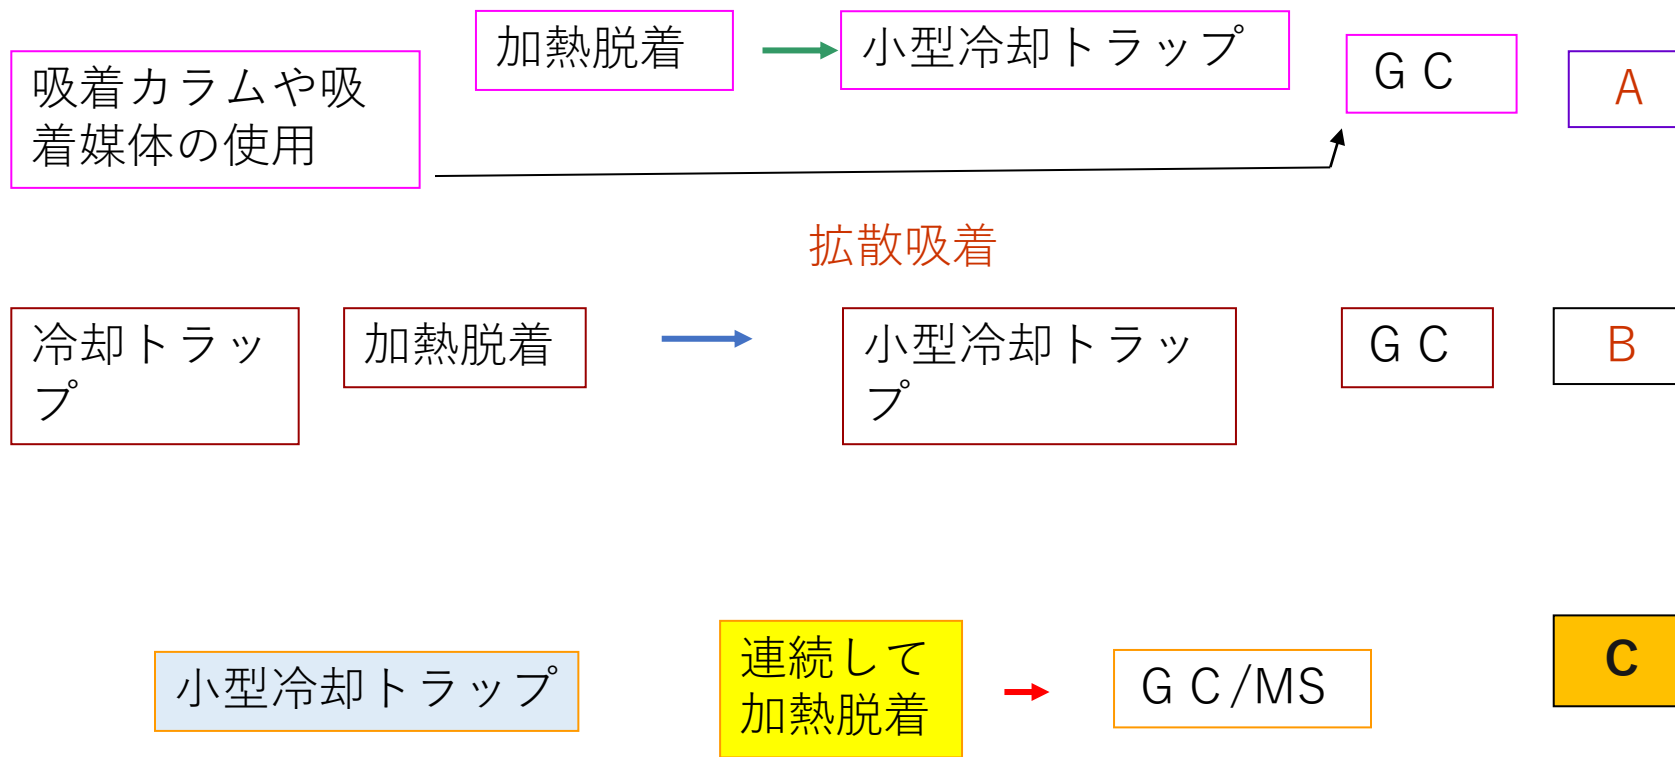 加熱脱着
小型冷却トラップ
ＧＣ
A
吸着カラムや吸
着媒体の使用
拡散吸着
冷却トラッ
プ
加熱脱着
小型冷却トラッ
プ
ＧＣ
B
小型冷却トラップ
連続して
加熱脱着
ＧＣ/MS
C